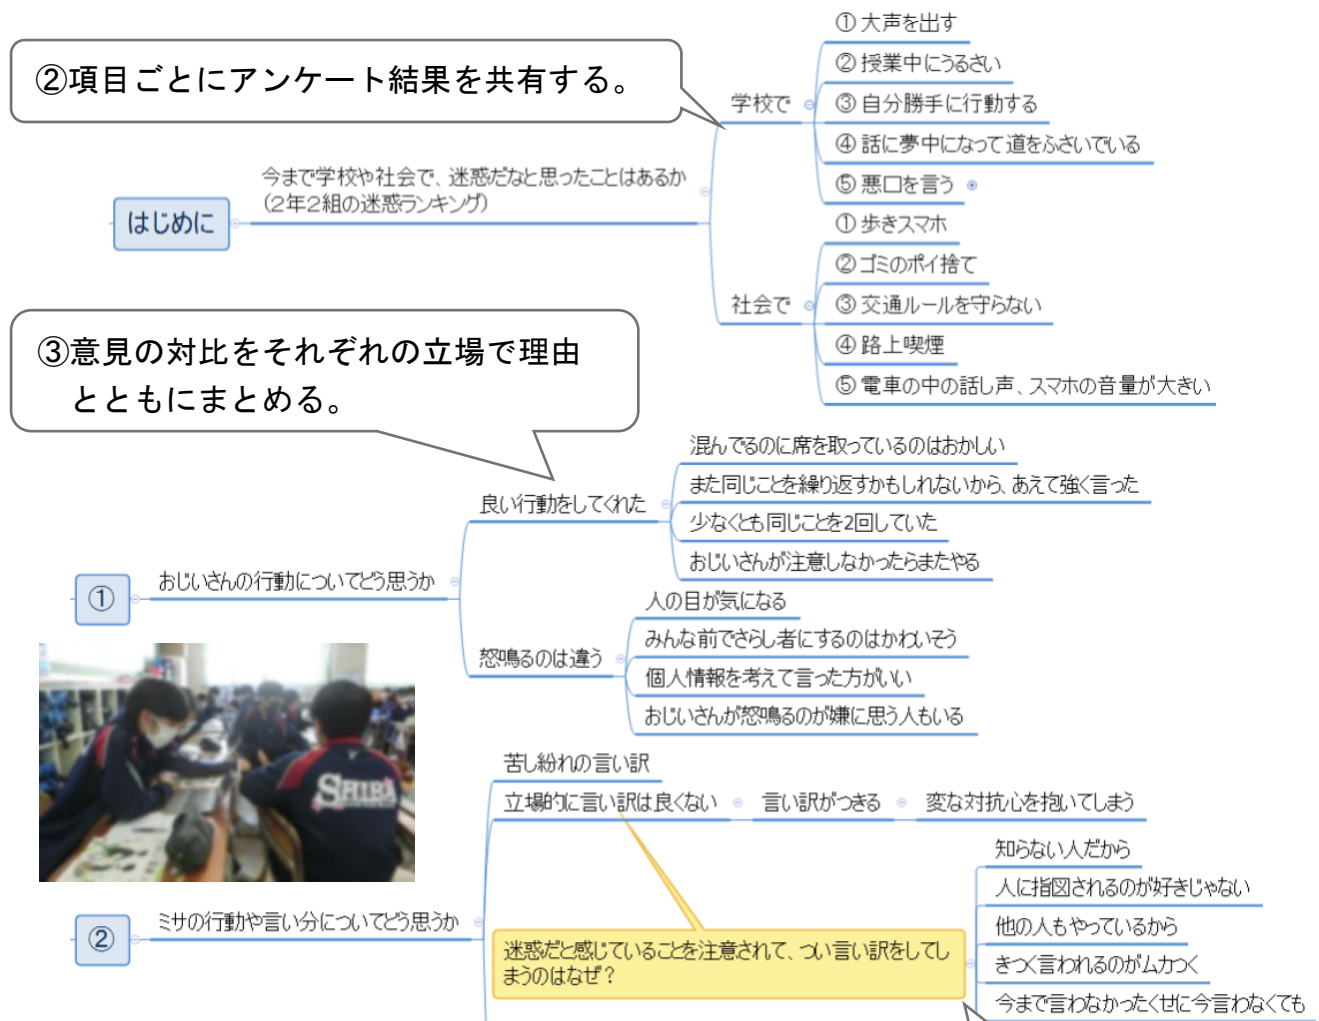 ②項目ごとにアンケート結果を共有する。
はじめに
今まで学校や社会で、迷惑だなと思ったことはあるか
(2年2組の迷惑ランキング)
学校で
① 大声を出す
② 授業中にうるさい
③ 自分勝手に行動する
④ 話に夢中になって道をふさいでいる
⑤ 悪口を言う
社会で
① 歩きスマホ
② ゴミのポイ捨て
③ 交通ルールを守らない
④ 路上喫煙
⑤ 電車の中の話し声、スマホの音量が大きい
③意見の対比をそれぞれの立場で理由
とともにまとめる。
①
おじいさんの行動についてどう思うか
良い行動をしてくれた
混んでるのに席を取っているのはおかしい
また同じことを繰り返すかもしれないから、あえて強く言った
少なくとも同じことを2回していた
おじいさんが注意しなかったらまたやる
怒鳴るのは違う
人の目が気になる
みんな前でさらし者にするのはかわいそう
個人情報を考えて言った方がいい
おじいさんが怒鳴るのが嫌に思う人もいる
SHIBA
②
ミサの行動や言い分についてどう思うか
苦し紛れの言い訳
立場的に言い訳は良くない
言い訳がつきる
変な対抗心を抱いてしまう
迷惑だと感じていることを注意されて、つい言い訳をしてし
まうのはなぜ?
知らない人だから
人に指図されるのが好きじゃない
他の人もやっているから
きつく言われるのがムカつく
今まで言わなかったくせに今言わなくても